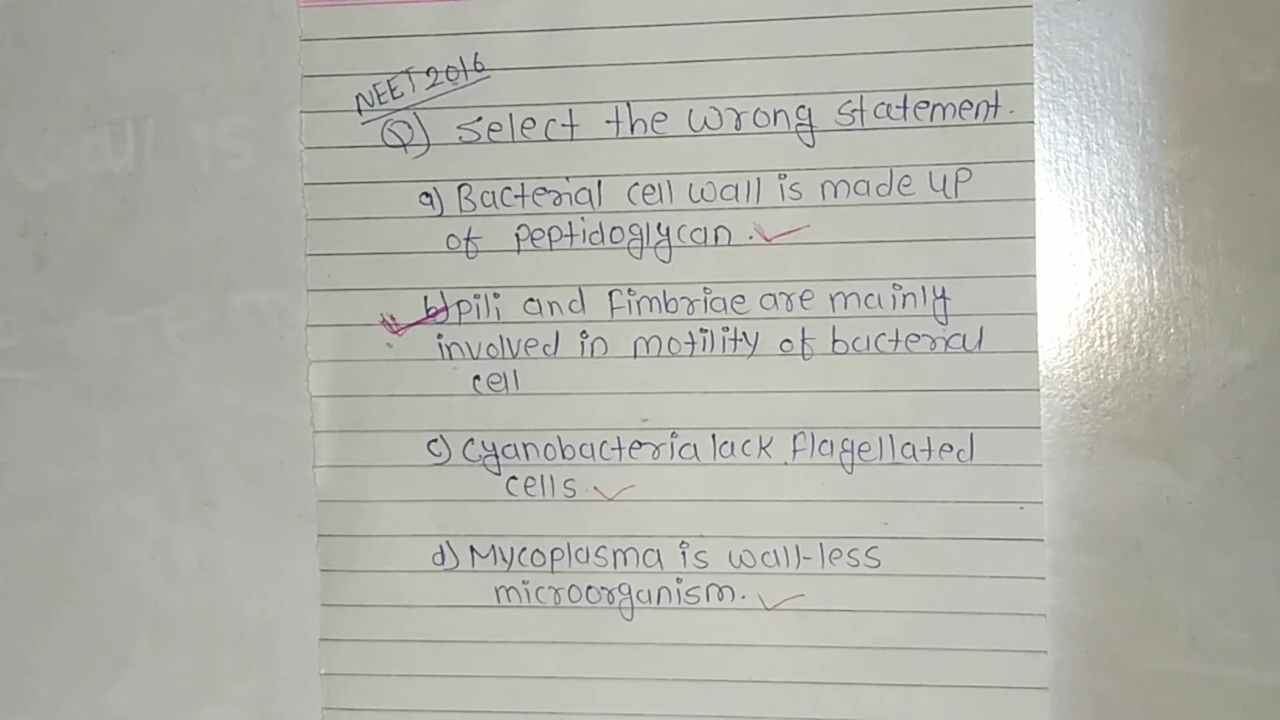 NEET 2016
Q) Select the wrong statement.
a) Bacterial cell wall is made up
of peptidoglycan.
b) pili and Fimbriae are mainly
involved in motility of bacterial
cell
c) Cyanobacteria lack flagellated
cells.
d) Mycoplasma is wall-less
microorganism.